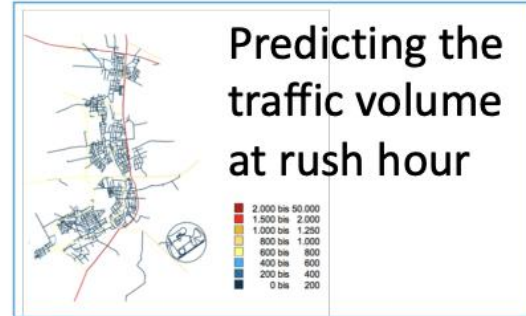 Predicting the
traffic volume
at rush hour
2.000 bis 50.000
1.500 bis 2.000
1.000 bis 1.250
800 bis 1.000
600 bis 800
400 bis 600
200 bis 400
0 bis 200